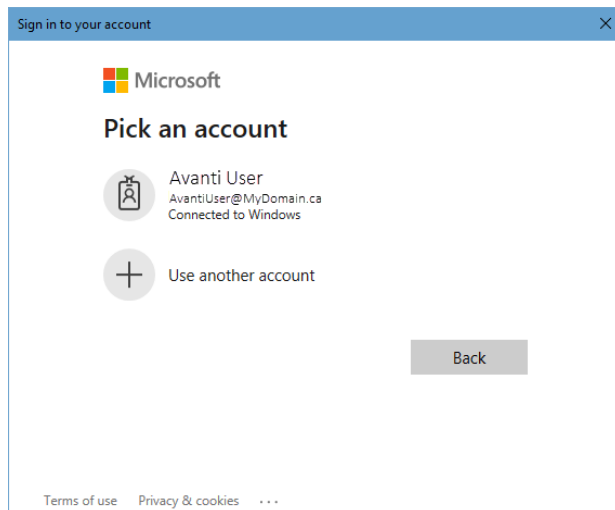 Sign in to your account
Microsoft
Pick an account
Avanti User
AvantiUser@MyDomain.ca
Connected to Windows
Use another account
Back
Terms of use Privacy & cookies ...